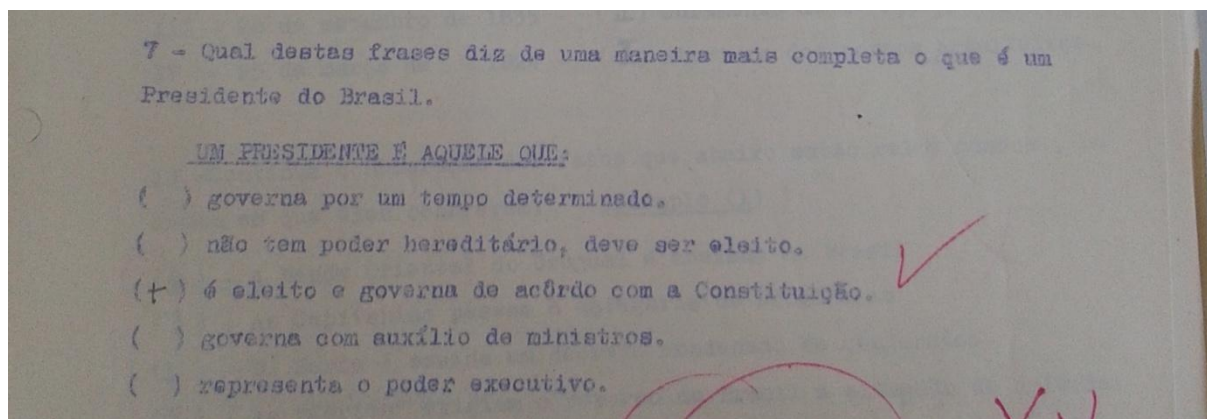 7 - Qual destas frases diz de uma maneira mais completa o que é um
Presidente do Brasil.
UM PRESIDENTE É AQUELE QUE:
( ) governa por um tempo determinado.
( ) não tem poder hereditário, deve ser eleito.
(+) é eleito e governa de acôrdo com a Constituição.
( ) governa com auxílio de ministros.
( ) representa o poder executivo.